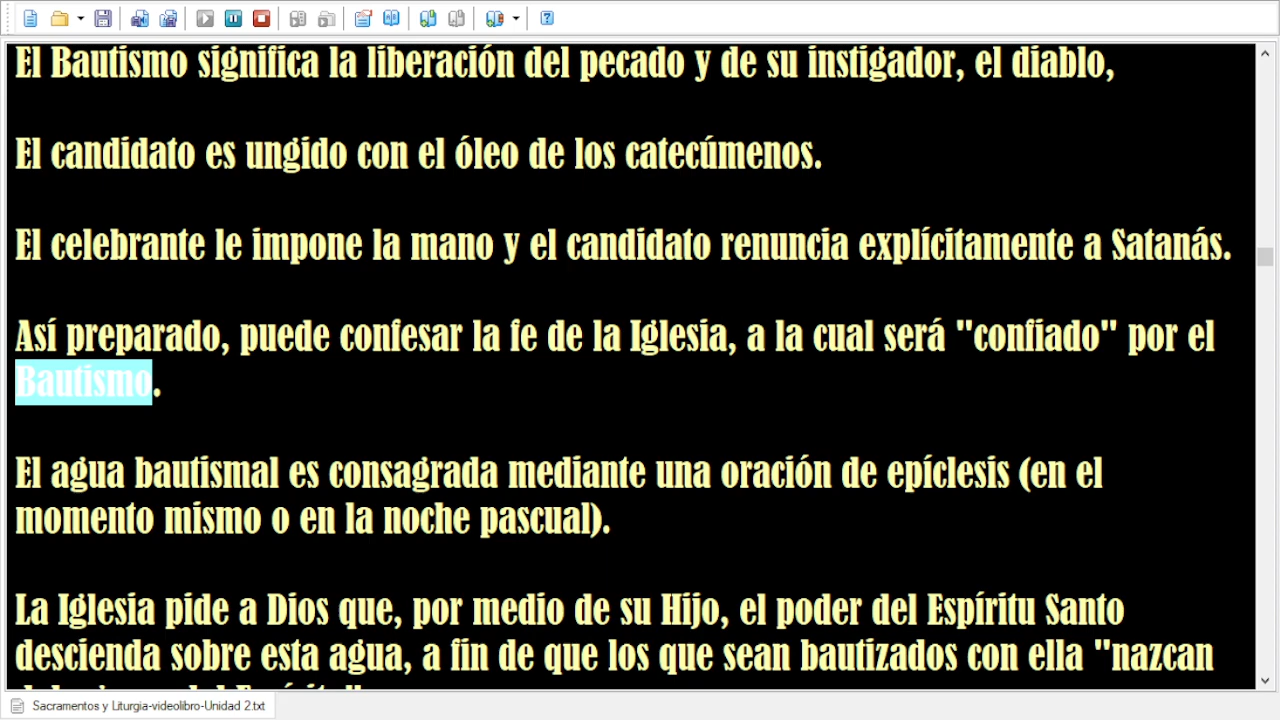 El Bautismo significa la liberación del pecado y de su instigador, el diablo,
El candidato es ungido con el óleo de los catecúmenos.
El celebrante le impone la mano y el candidato renuncia explícitamente a Satanás.
Así preparado, puede confesar la fe de la Iglesia, a la cual será "confiado" por el
Bautismo.
El agua bautismal es consagrada mediante una oración de epíclesis (en el
momento mismo o en la noche pascual).
La Iglesia pide a Dios que, por medio de su Hijo, el poder del Espíritu Santo
descienda sobre esta agua, a fin de que los que sean bautizados con ella "nazcan
Sacramentos y Liturgia-videolibro-Unidad 2.txt